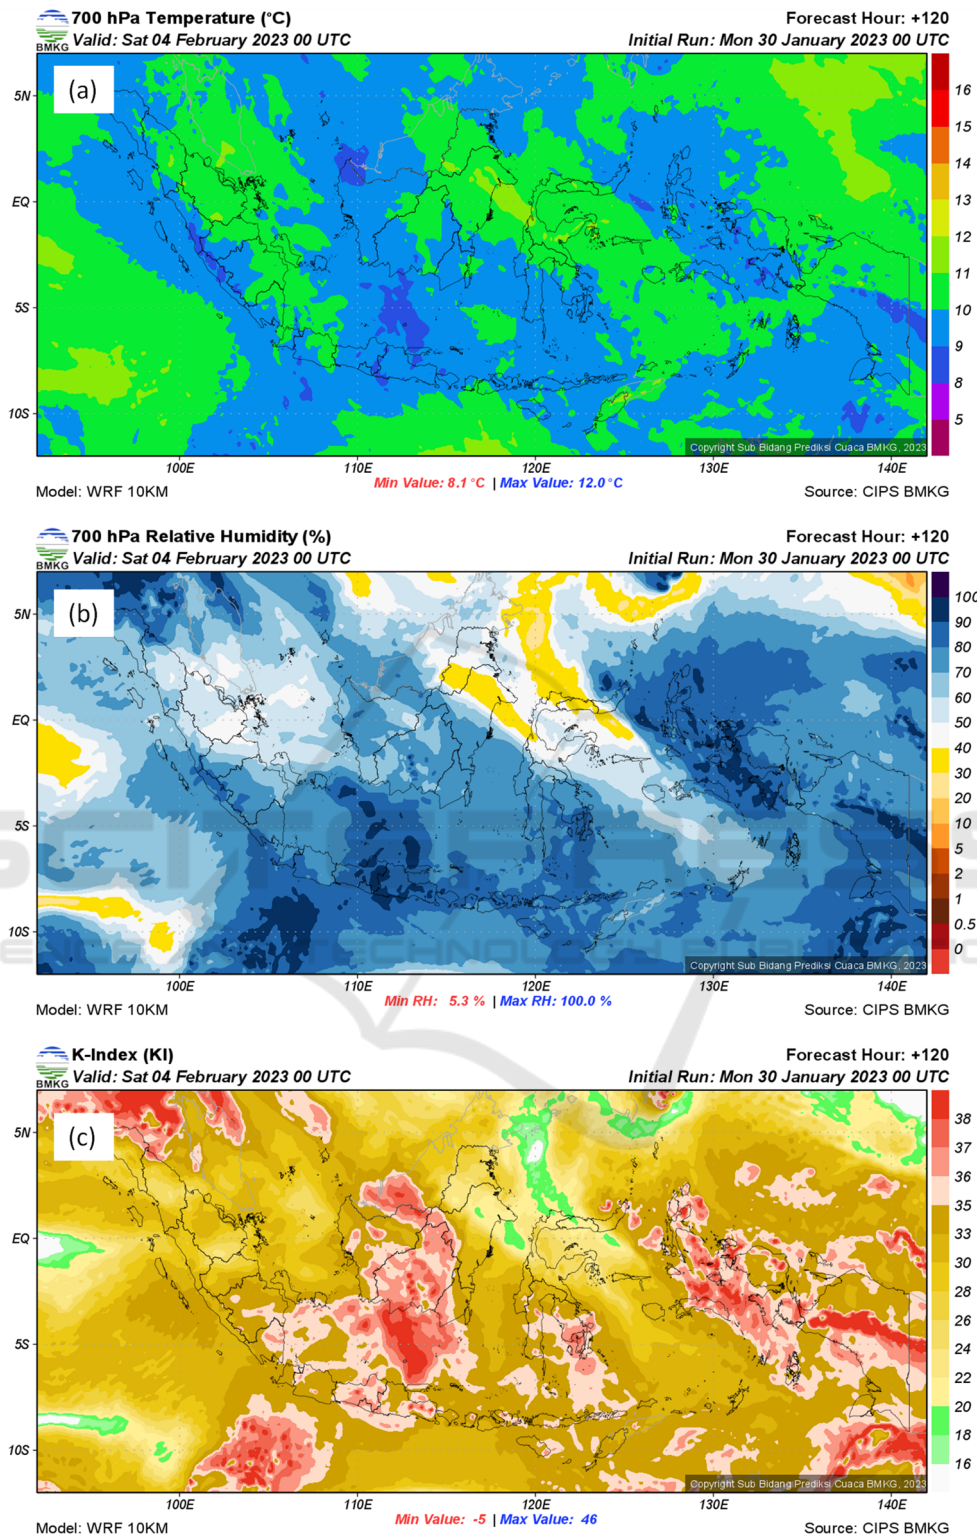 700 hPa Temperature (°C)
Forecast Hour: +120
BMKG
Valid: Sat 04 February 2023 00 UTC
Initial Run: Mon 30 January 2023 00 UTC
(a)
5N
EQ
5S
10S
16
15
14
13
12
11
10
9
8
5
Copyright Sub Bidang Prediksi Cuaca BMKG, 2023
100E 110E 120E 130E 140E
Min Value: 8.1°C | Max Value: 12.0°C
Model: WRF 10KM
Source: CIPS BMKG
700 hPa Relative Humidity (%)
Forecast Hour: +120
BMKG
Valid: Sat 04 February 2023 00 UTC
Initial Run: Mon 30 January 2023 00 UTC
(b)
5N
EQ
5S
10S
100
90
80
70
60
50
40
30
20
10
5
2
1
0.5
0
Copyright Sub Bidang Prediksi Cuaca BMKG, 2023
100E 110E 120E 130E 140E
Min RH: 5.3 % | Max RH: 100.0 %
Model: WRF 10KM
Source: CIPS BMKG
K-Index (KI)
Forecast Hour: +120
BMKG
Valid: Sat 04 February 2023 00 UTC
Initial Run: Mon 30 January 2023 00 UTC
(c)
5N
EQ
5S
10S
38
37
36
35
33
30
28
26
24
22
20
18
16
Copyright Sub Bidang Prediksi Cuaca BMKG, 2023
100E 110E 120E 130E 140E
Min Value: -5 | Max Value: 46
Model: WRF 10KM
Source: CIPS BMKG